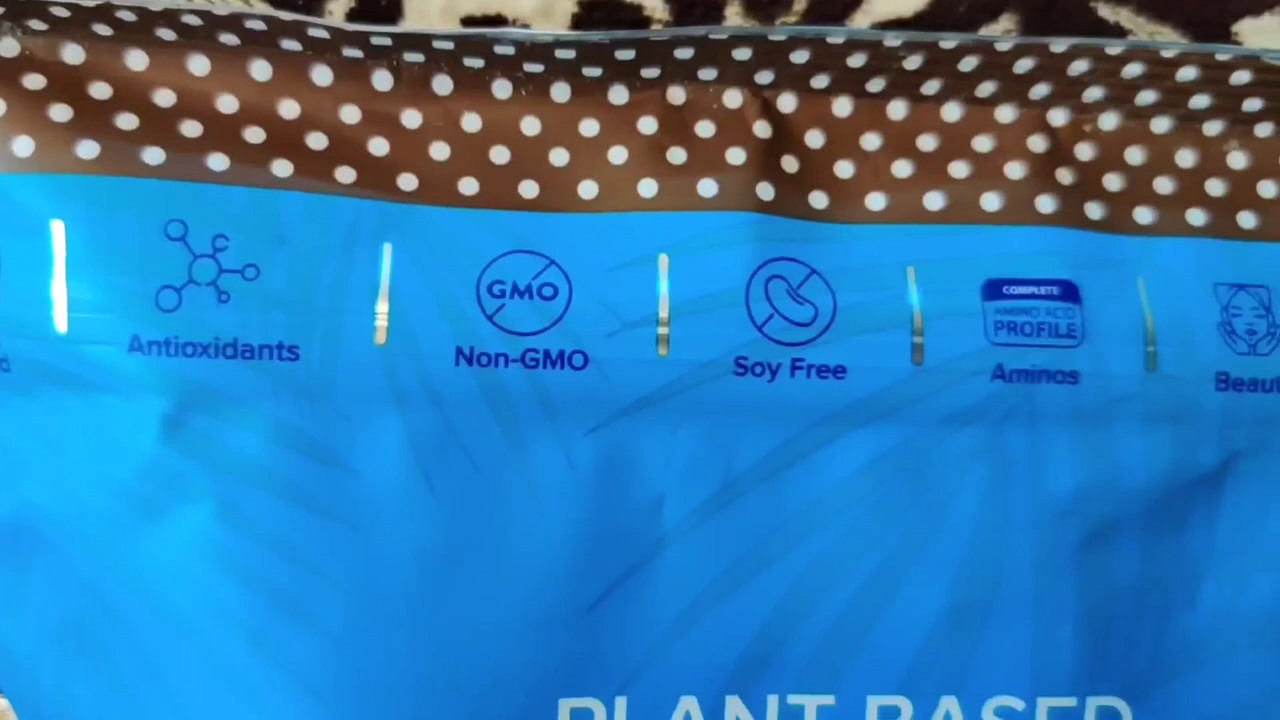 GMO
COMPLETE
AMINO ACID
PROFILE
Antioxidants
Non-GMO
Soy Free
Aminos
Beaut
PLANT BASED